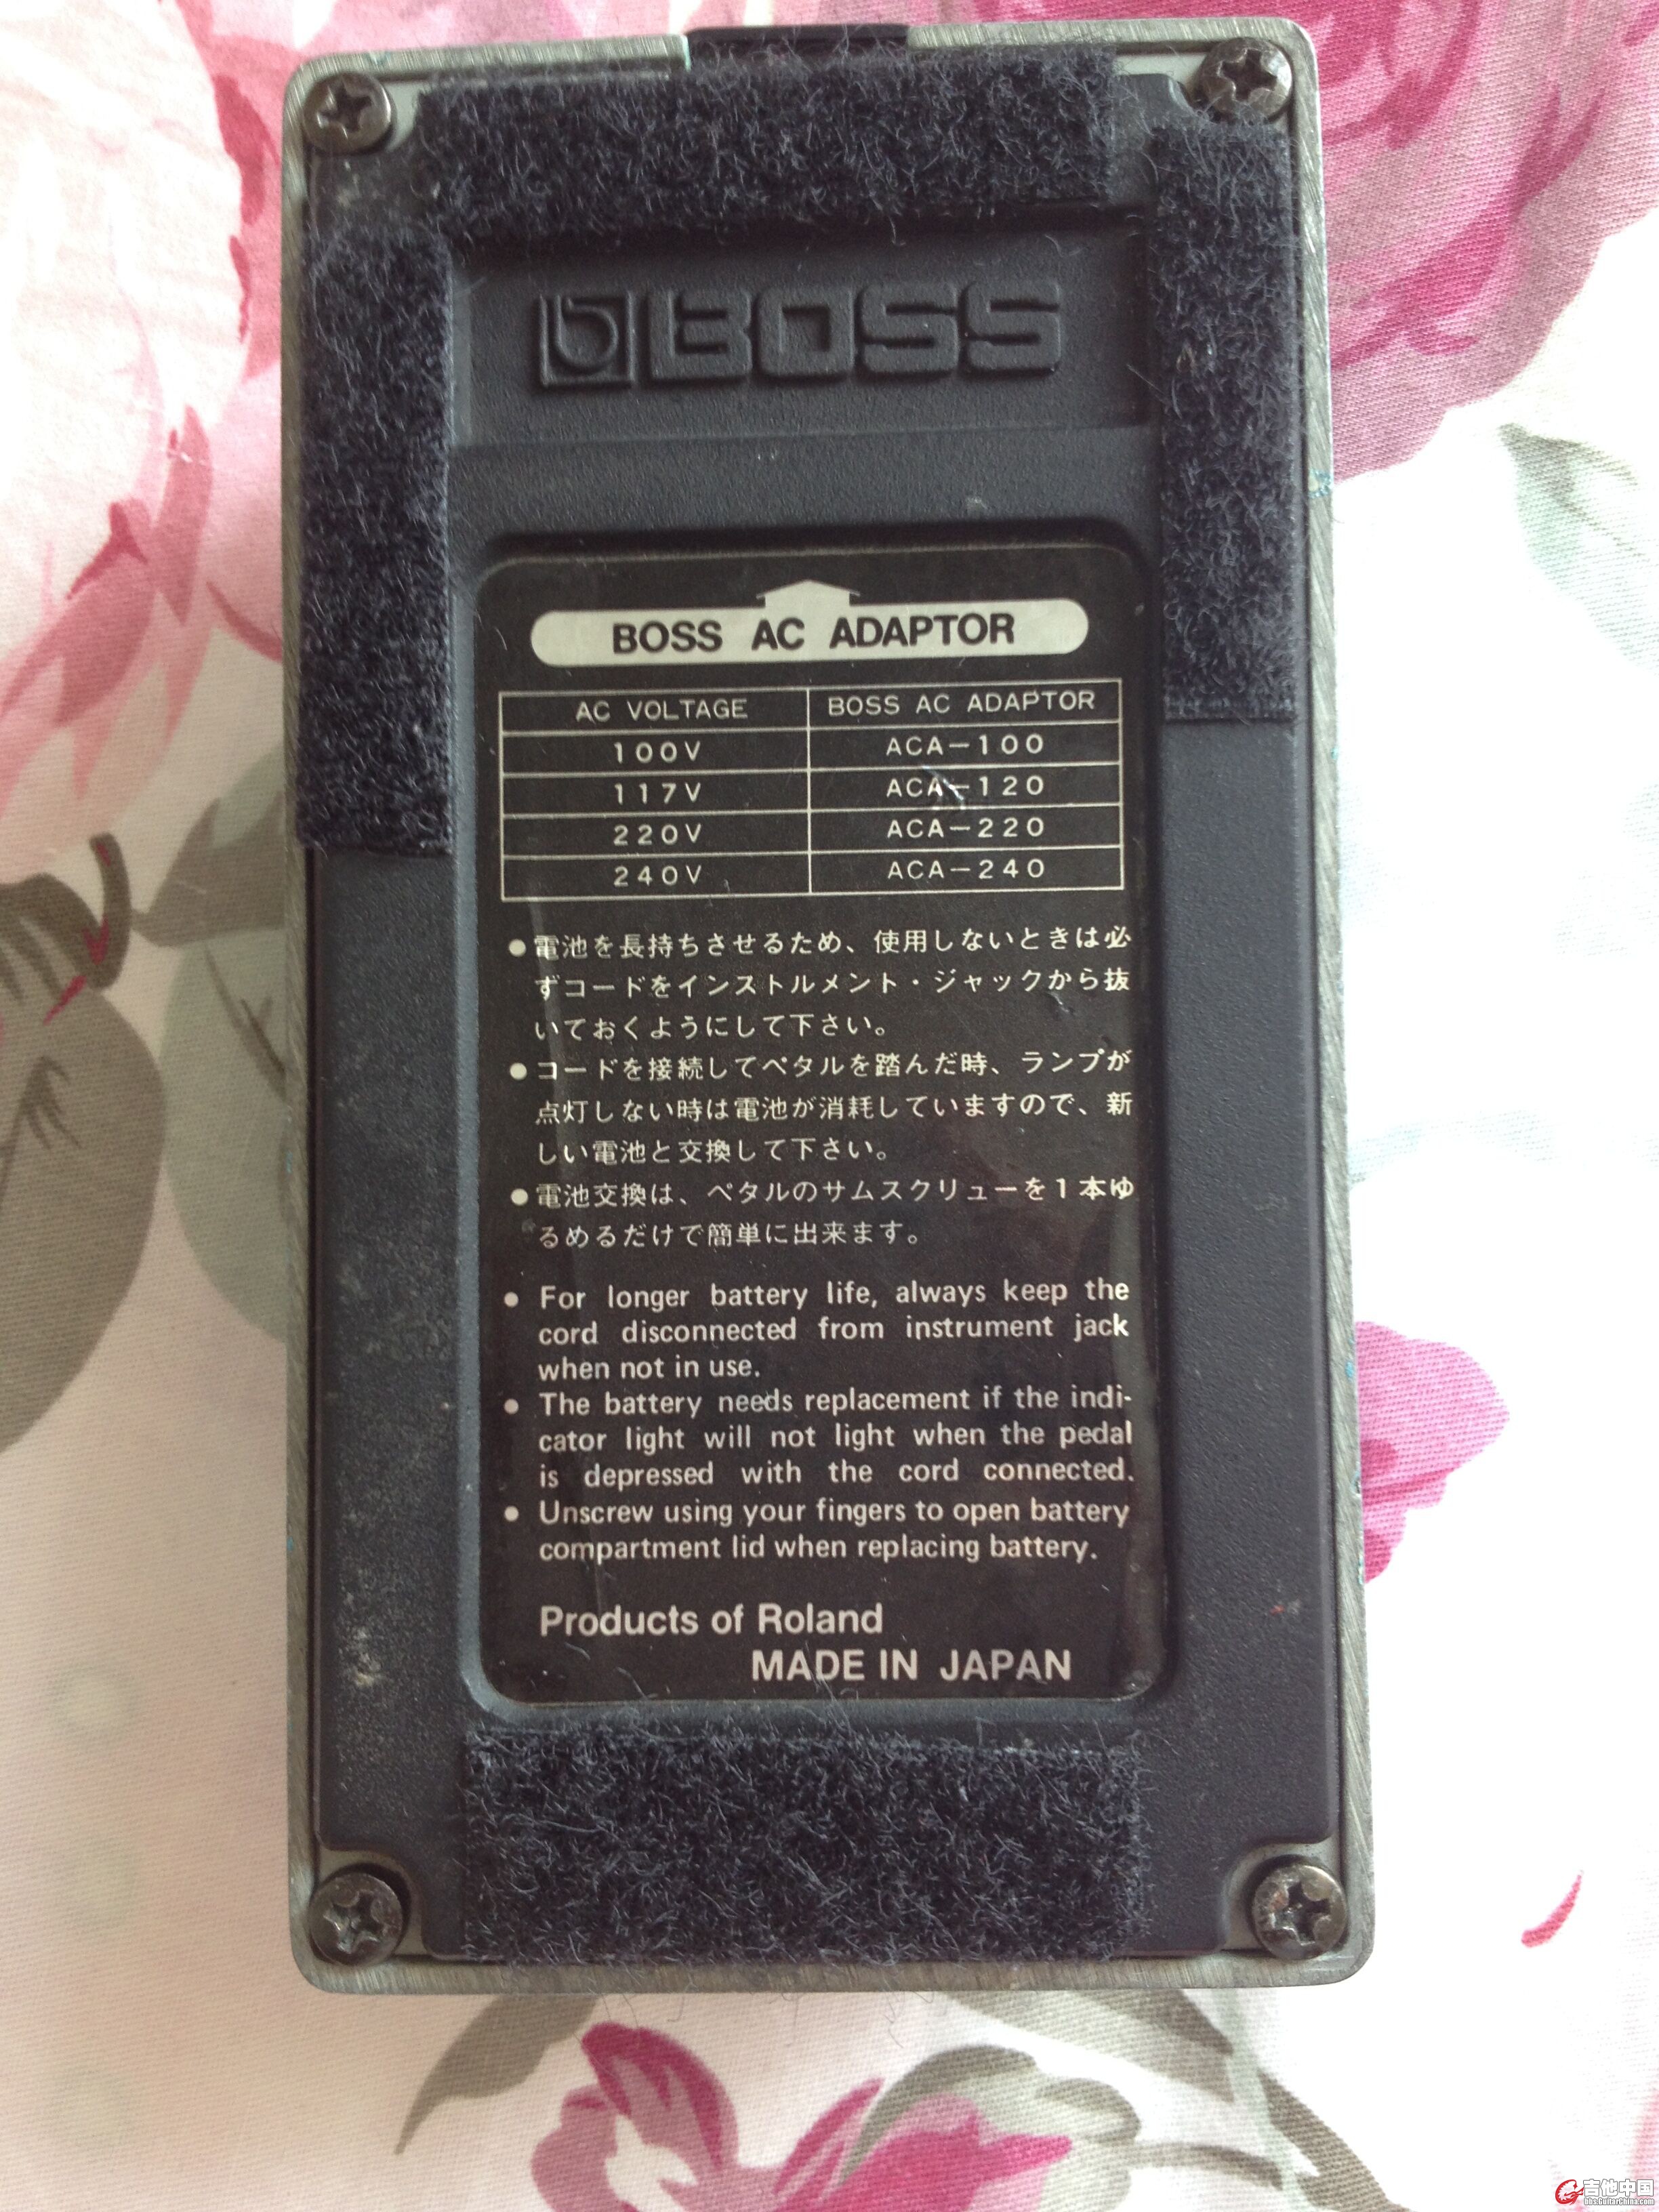 BOSS
BOSS AC ADAPTOR
AC VOLTAGE BOSS AC ADAPTOR
100V ACA-100
117V ACA-120
220V ACA-220
240V ACA-240
●電池を長持ちさせるため、使用しないときは必
ずコードをインストルメント・ジャックから抜
いておくようにして下さい。
●コードを接続してペタルを踏んだ時、ランプが
点灯しない時は電池が消耗していますので、新
しい電池と交換して下さい。
●電池交換は、ペタルのサムスクリューを1本ゆ
るめるだけで簡単に出来ます。
● For longer battery life, always keep the
cord disconnected from instrument jack
when not in use.
● The battery needs replacement if the indi-
cator light will not light when the pedal
is depressed with the cord connected.
● Unscrew using your fingers to open battery
compartment lid when replacing battery.
Products of Roland
MADE IN JAPAN
吉他中国
bbs.GuitarChina.com